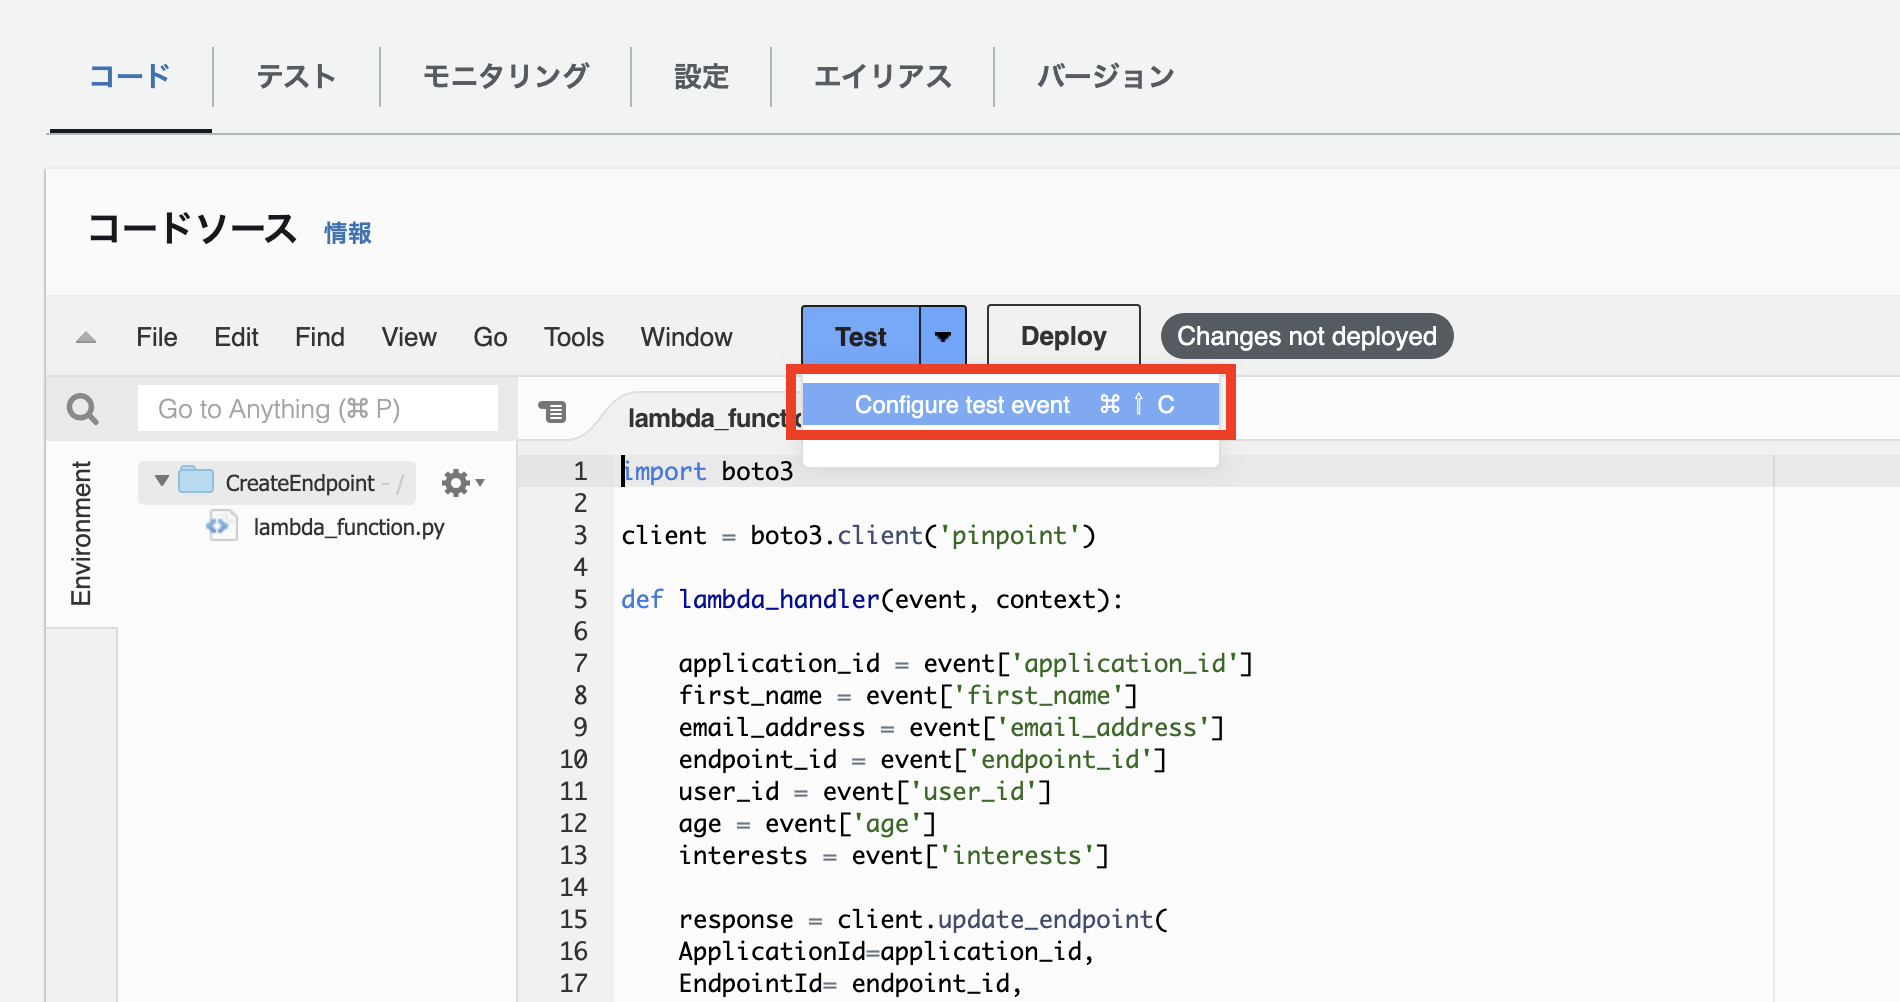 コード テスト モニタリング 設定 エイリアス バージョン
コードソース 情報
File Edit Find View Go Tools Window Test Deploy Changes not deployed
Go to Anything (⌘ P)
Configure test event ⌘ ⇧ C
Environment
CreateEndpoint - /
lambda_function.py
1 import boto3
2
3 client = boto3.client('pinpoint')
4
5 def lambda_handler(event, context):
6
7 application_id = event['application_id']
8 first_name = event['first_name']
9 email_address = event['email_address']
10 endpoint_id = event['endpoint_id']
11 user_id = event['user_id']
12 age = event['age']
13 interests = event['interests']
14
15 response = client.update_endpoint(
16 ApplicationId=application_id,
17 EndpointId= endpoint_id,